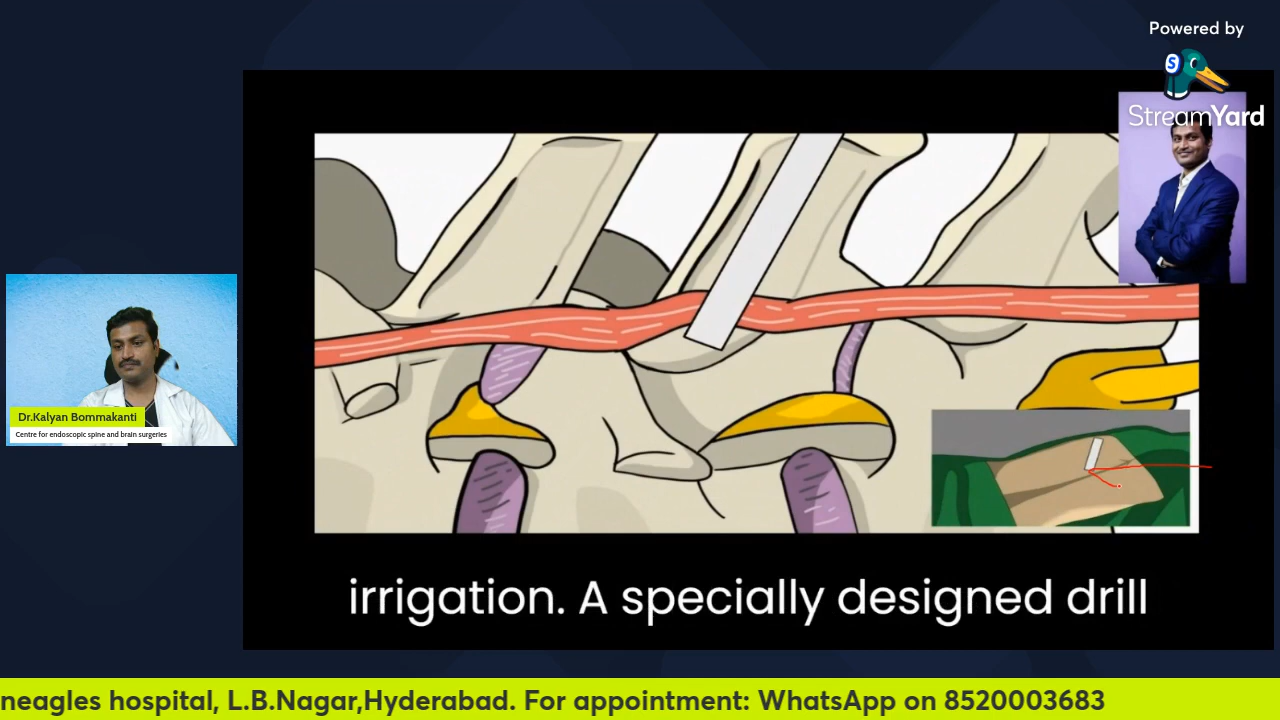 Powered by
StreamYard
Dr.Kalyan Bommakanti
Centre for endoscopic spine and brain surgeries
irrigation. A specially designed drill
neagles hospital, L.B.Nagar,Hyderabad. For appointment: WhatsApp on 8520003683